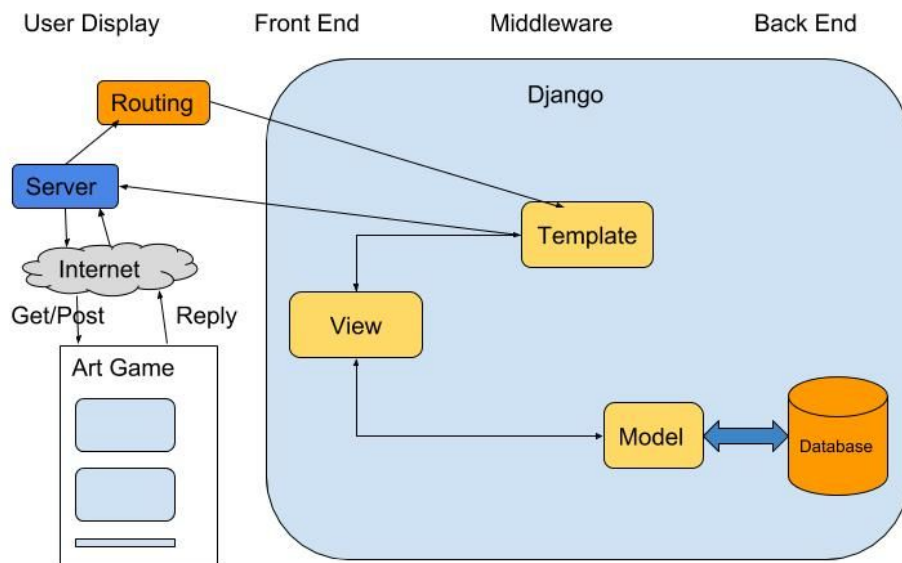 User Display
Front End
Middleware
Back End
Django
Routing
Server
Template
Internet
Get/Post
Reply
View
Art Game
Model
Database